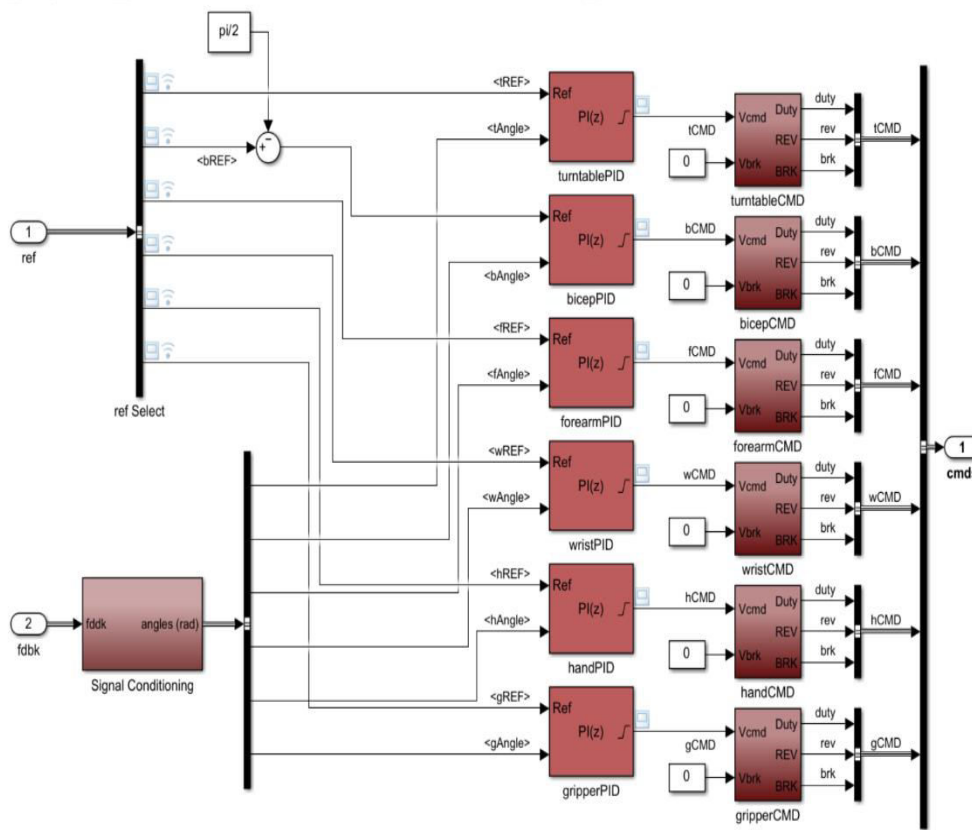 pi/2
<tREF>
<bREF>
<tAngle>
Ref
PI(z)
turntablePID
tCMD
0
Vcmd
Vbrk
Duty
REV
BRK
turntableCMD
duty
rev
brk
tCMD
1
ref
ref Select
<bAngle>
Ref
PI(z)
bicepPID
bCMD
0
Vcmd
Vbrk
Duty
REV
BRK
bicepCMD
duty
rev
brk
bCMD
<fREF>
<fAngle>
Ref
PI(z)
forearmPID
fCMD
0
Vcmd
Vbrk
Duty
REV
BRK
forearmCMD
duty
rev
brk
fCMD
1
cmds
<wREF>
<wAngle>
Ref
PI(z)
wristPID
wCMD
0
Vcmd
Vbrk
Duty
REV
BRK
wristCMD
duty
rev
brk
wCMD
2
fdbk
fddk
angles (rad)
Signal Conditioning
<hREF>
<hAngle>
Ref
PI(z)
handPID
hCMD
0
Vcmd
Vbrk
Duty
REV
BRK
handCMD
duty
rev
brk
hCMD
<gREF>
<gAngle>
Ref
PI(z)
gripperPID
gCMD
0
Vcmd
Vbrk
Duty
REV
BRK
gripperCMD
duty
rev
brk
gCMD